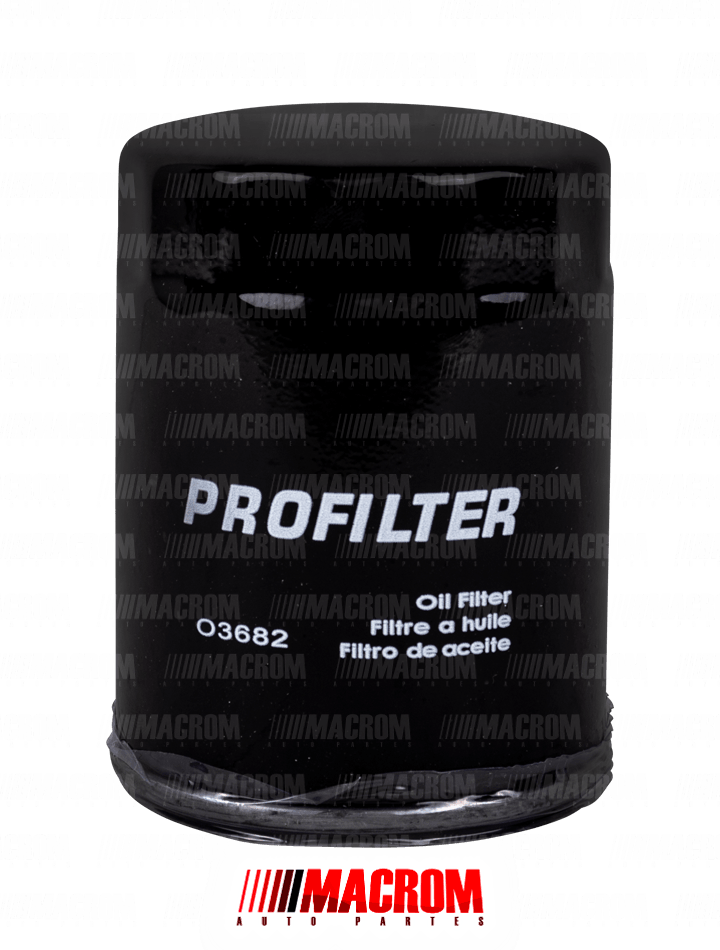 PROFILTER
Oil Filter
Filtre a huile
Filtro de aceite
O3682
MACROM
AUTO PARTES